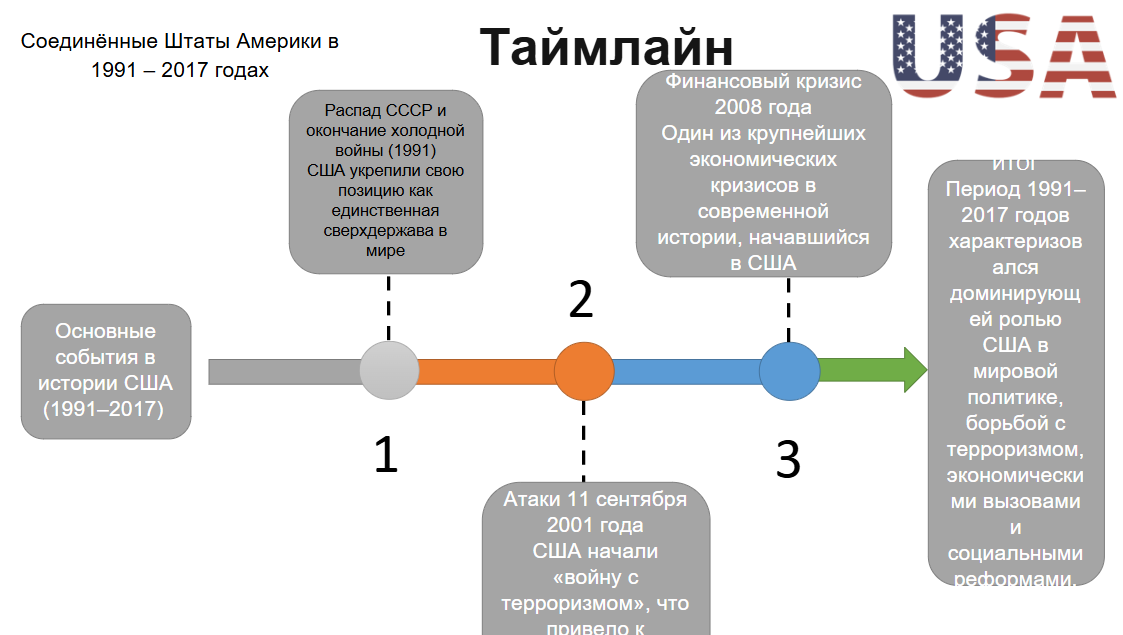 Соединённые Штаты Америки в
1991 – 2017 годах
Таймлайн
USA
Распад СССР и
окончание холодной
войны (1991)
США укрепили свою
позицию как
единственная
сверхдержава в
мире
Финансовый кризис
2008 года
Один из крупнейших
экономических
кризисов в
современной
истории, начавшийся
в США
Основные
события в
истории США
(1991–2017)
1
2
3
Атаки 11 сентября
2001 года
США начали
«войну с
терроризмом», что
привело к
ИТОГ
Период 1991–
2017 годов
характеризов
ался
доминирующ
ей ролью
США в
мировой
политике,
борьбой с
терроризмом,
экономически
ми вызовами
и
социальными
реформами.